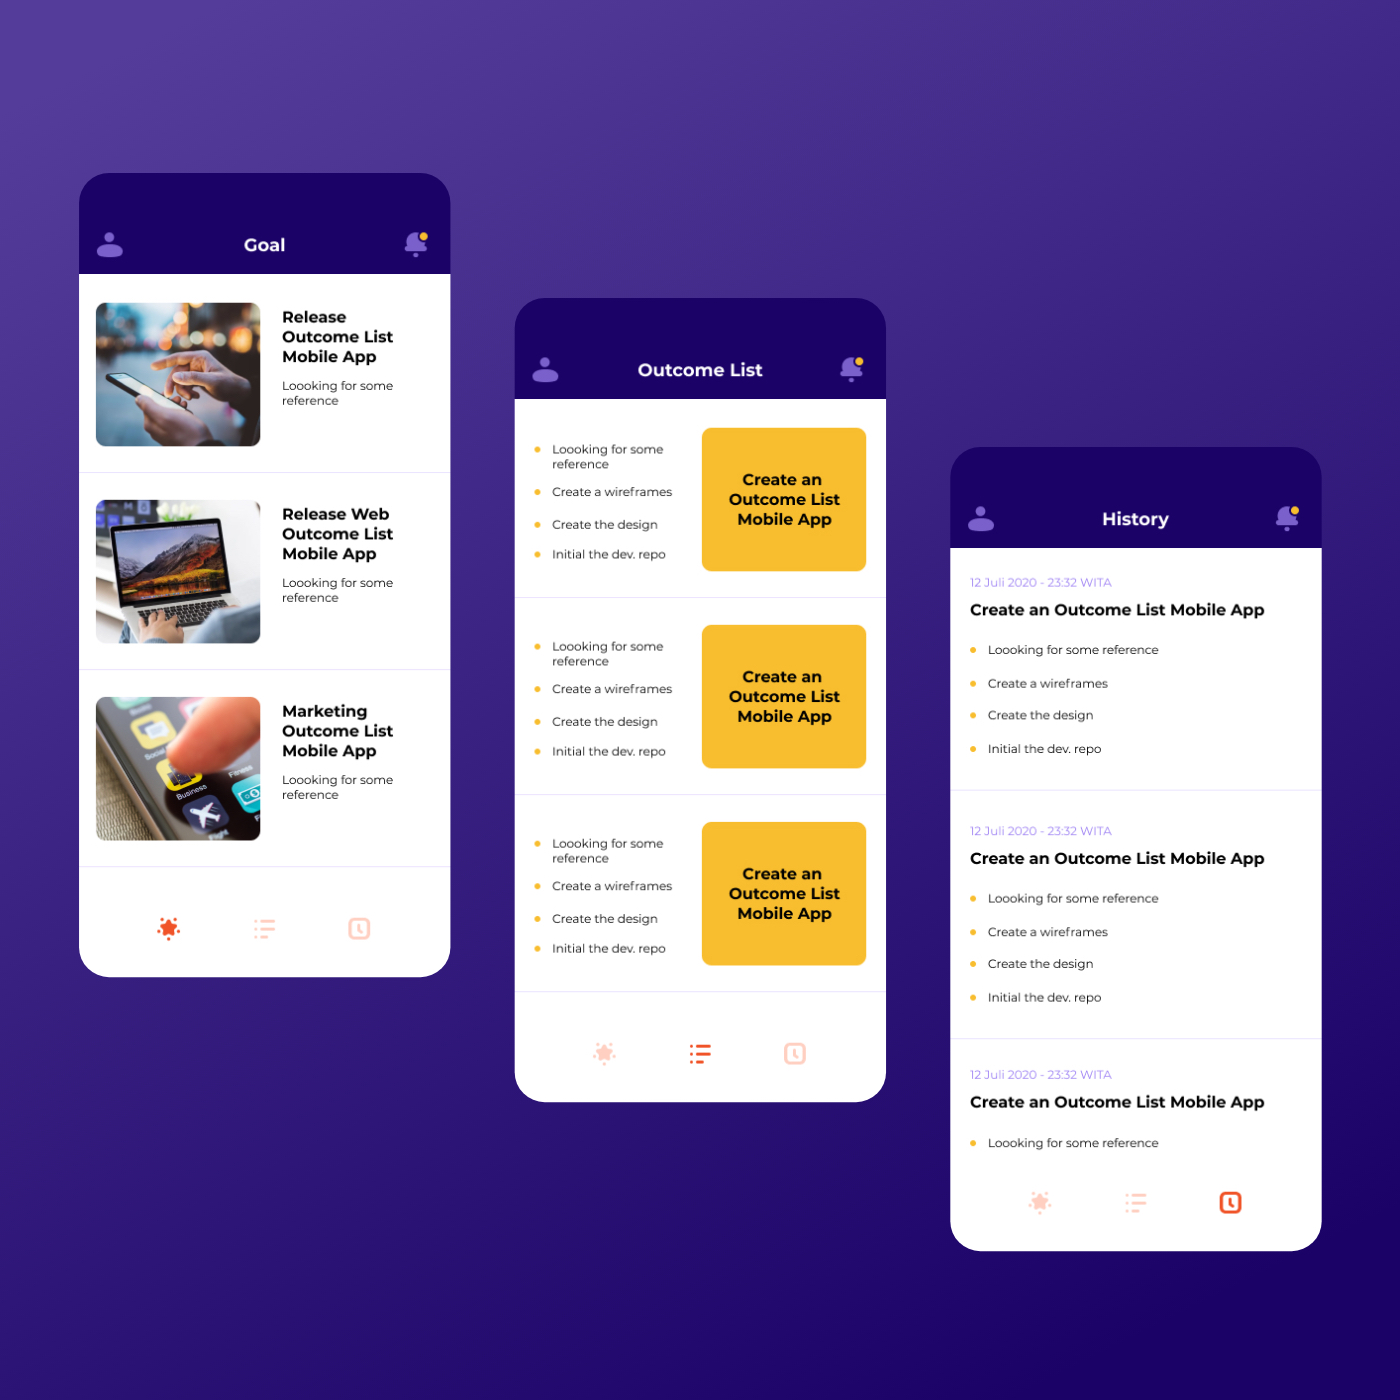 Goal
Release
Outcome List
Mobile App
Loooking for some
reference
Release Web
Outcome List
Mobile App
Loooking for some
reference
Social
Business
Fitness
Flight
Marketing
Outcome List
Mobile App
Loooking for some
reference
Outcome List
Loooking for some
reference
Create a wireframes
Create the design
Initial the dev. repo
Create an
Outcome List
Mobile App
Loooking for some
reference
Create a wireframes
Create the design
Initial the dev. repo
Create an
Outcome List
Mobile App
Loooking for some
reference
Create a wireframes
Create the design
Initial the dev. repo
Create an
Outcome List
Mobile App
History
12 Juli 2020 - 23:32 WITA
Create an Outcome List Mobile App
Loooking for some reference
Create a wireframes
Create the design
Initial the dev. repo
12 Juli 2020 - 23:32 WITA
Create an Outcome List Mobile App
Loooking for some reference
Create a wireframes
Create the design
Initial the dev. repo
12 Juli 2020 - 23:32 WITA
Create an Outcome List Mobile App
Loooking for some reference